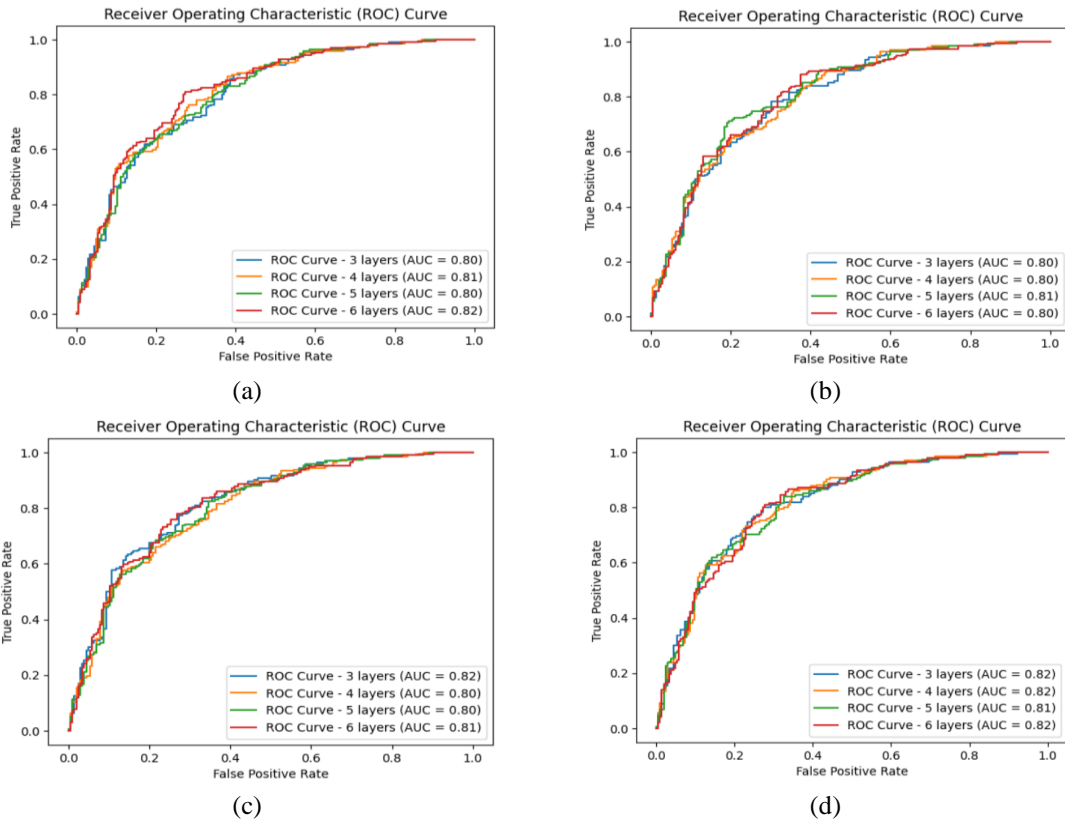 Receiver Operating Characteristic (ROC) Curve
True Positive Rate
1.0
0.8
0.6
0.4
0.2
0.0
ROC Curve - 3 layers (AUC = 0.80)
ROC Curve - 4 layers (AUC = 0.81)
ROC Curve - 5 layers (AUC = 0.80)
ROC Curve - 6 layers (AUC = 0.82)
0.0 0.2 0.4 0.6 0.8 1.0
False Positive Rate
(a)
Receiver Operating Characteristic (ROC) Curve
True Positive Rate
1.0
0.8
0.6
0.4
0.2
0.0
ROC Curve - 3 layers (AUC = 0.80)
ROC Curve - 4 layers (AUC = 0.80)
ROC Curve - 5 layers (AUC = 0.81)
ROC Curve - 6 layers (AUC = 0.80)
0.0 0.2 0.4 0.6 0.8 1.0
False Positive Rate
(b)
Receiver Operating Characteristic (ROC) Curve
True Positive Rate
1.0
0.8
0.6
0.4
0.2
0.0
ROC Curve - 3 layers (AUC = 0.82)
ROC Curve - 4 layers (AUC = 0.80)
ROC Curve - 5 layers (AUC = 0.80)
ROC Curve - 6 layers (AUC = 0.81)
0.0 0.2 0.4 0.6 0.8 1.0
False Positive Rate
(c)
Receiver Operating Characteristic (ROC) Curve
True Positive Rate
1.0
0.8
0.6
0.4
0.2
0.0
ROC Curve - 3 layers (AUC = 0.82)
ROC Curve - 4 layers (AUC = 0.82)
ROC Curve - 5 layers (AUC = 0.81)
ROC Curve - 6 layers (AUC = 0.82)
0.0 0.2 0.4 0.6 0.8 1.0
False Positive Rate
(d)